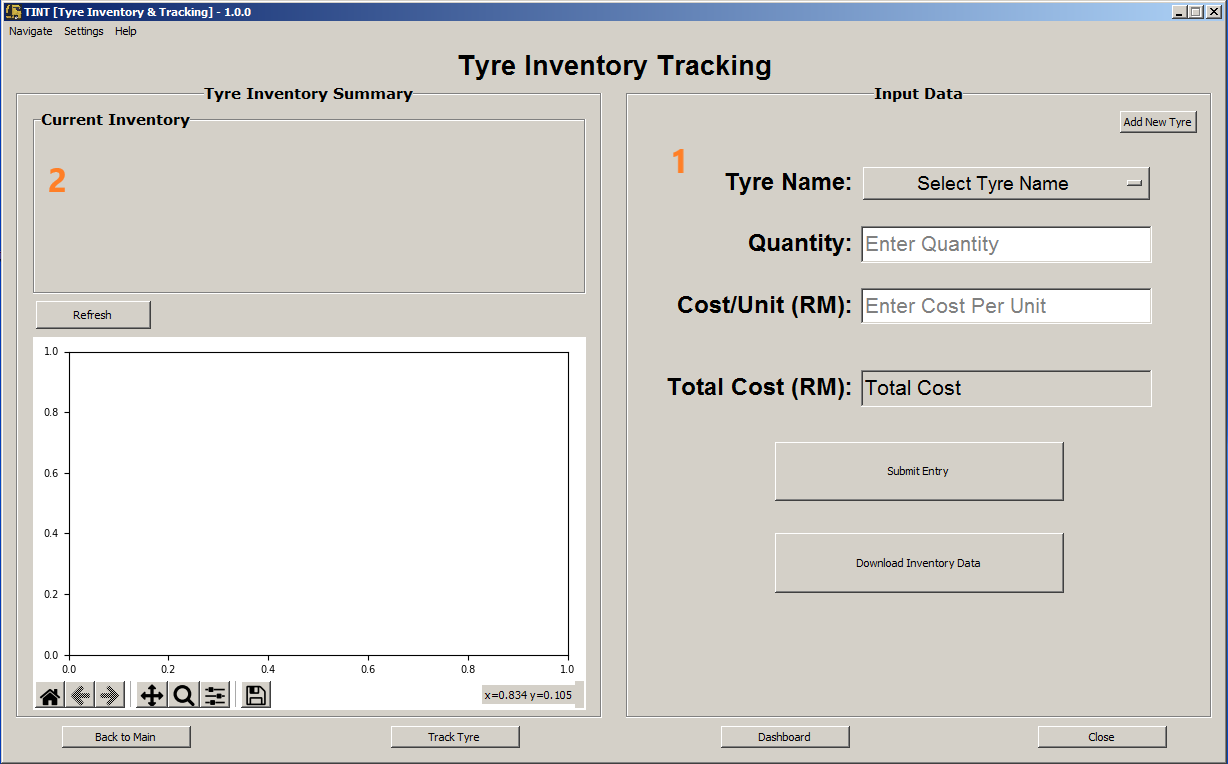 TINT [Tyre Inventory & Tracking] - 1.0.0
Navigate Settings Help
Tyre Inventory Tracking
Tyre Inventory Summary
Current Inventory
2
Refresh
1.0
0.8
0.6
0.4
0.2
0.0
0.0 0.2 0.4 0.6 0.8 1.0
x=0.834 y=0.105
Input Data
Add New Tyre
1
Tyre Name: Select Tyre Name
Quantity: Enter Quantity
Cost/Unit (RM): Enter Cost Per Unit
Total Cost (RM): Total Cost
Submit Entry
Download Inventory Data
Back to Main Track Tyre Dashboard Close